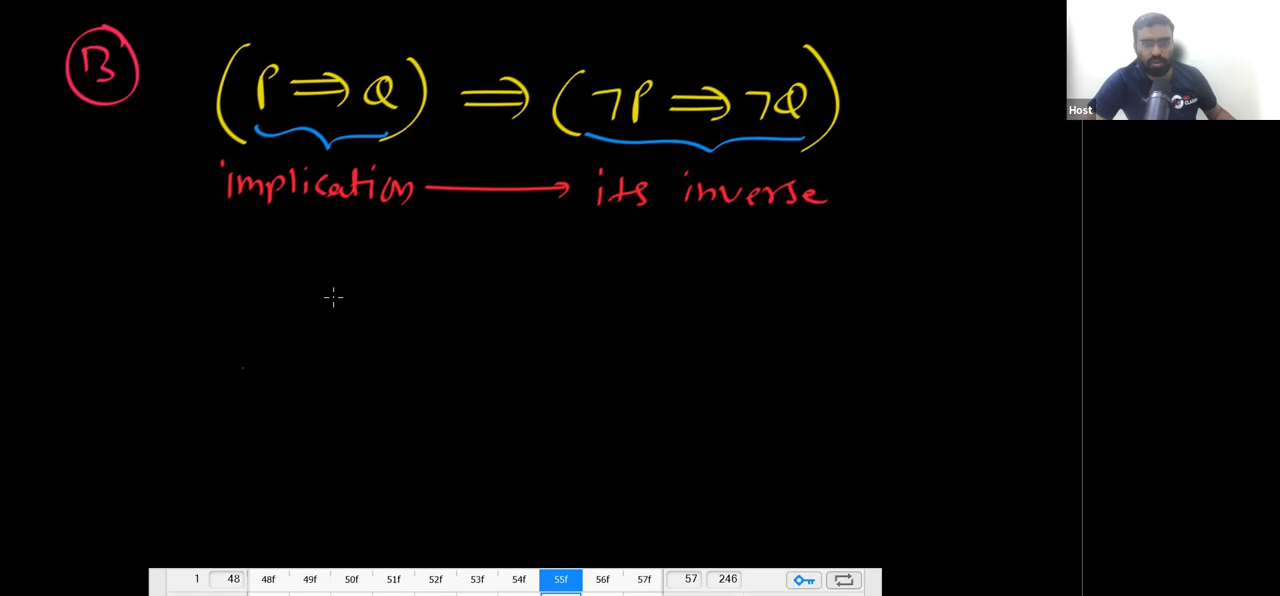 B (P ⟹ Q) ⟹ (¬P ⟹ ¬Q)
implication ⟶ its inverse
Host
1 48 48f 49f 50f 51f 52f 53f 54f 55f 56f 57f 57 246